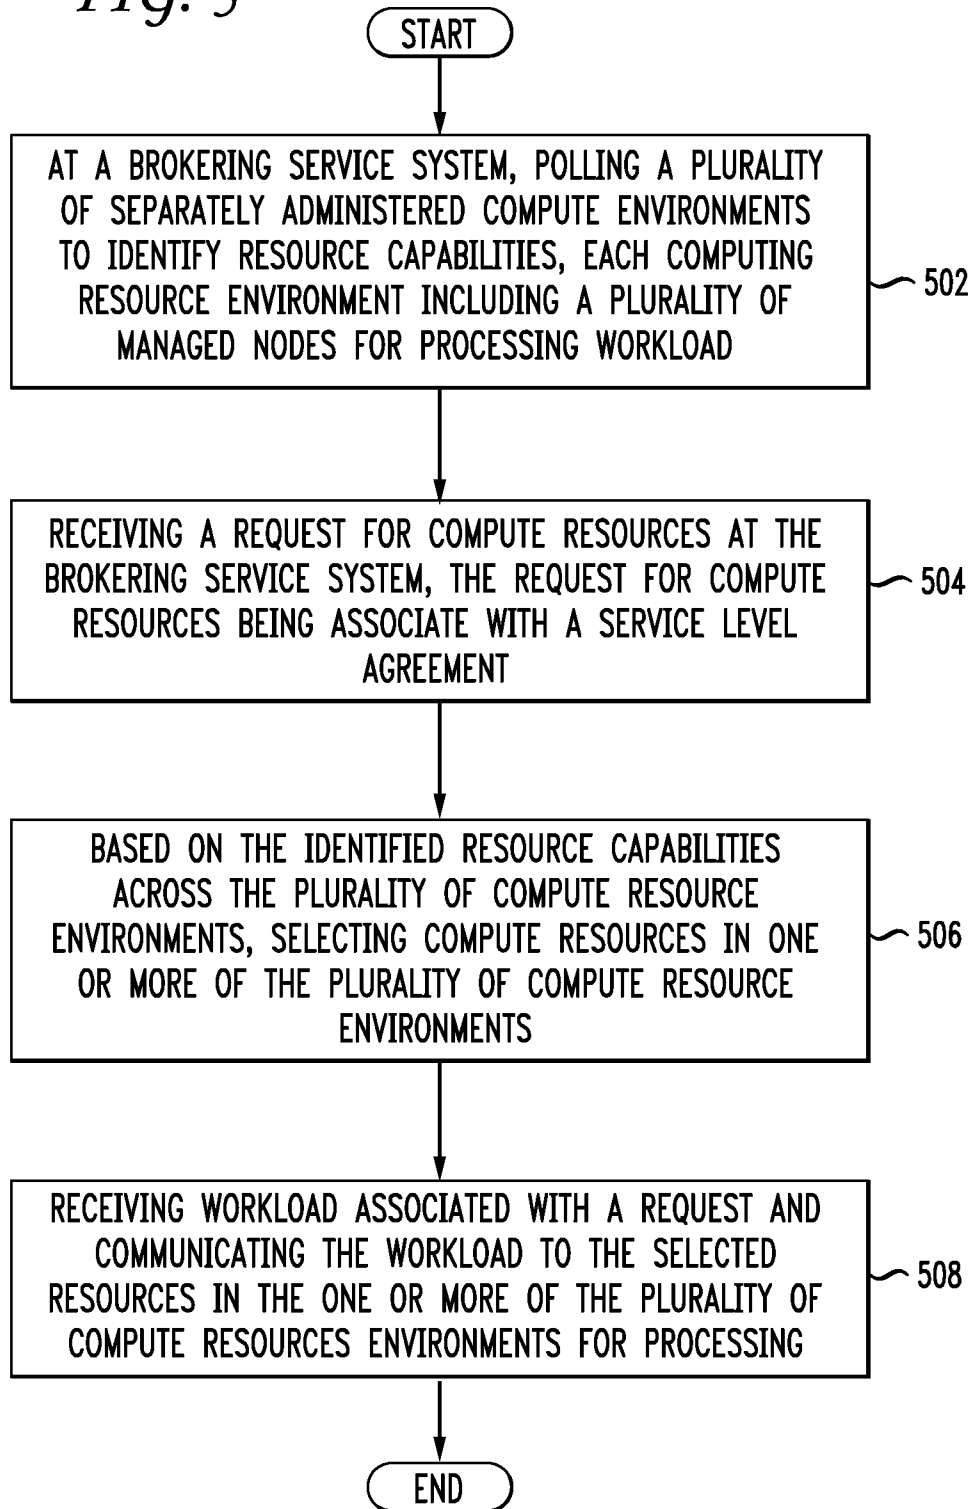 Fig. 5
START
AT A BROKERING SERVICE SYSTEM, POLLING A PLURALITY
OF SEPARATELY ADMINISTERED COMPUTE ENVIRONMENTS
TO IDENTIFY RESOURCE CAPABILITIES, EACH COMPUTING
RESOURCE ENVIRONMENT INCLUDING A PLURALITY OF
MANAGED NODES FOR PROCESSING WORKLOAD
502
RECEIVING A REQUEST FOR COMPUTE RESOURCES AT THE
BROKERING SERVICE SYSTEM, THE REQUEST FOR COMPUTE
RESOURCES BEING ASSOCIATE WITH A SERVICE LEVEL
AGREEMENT
504
BASED ON THE IDENTIFIED RESOURCE CAPABILITIES
ACROSS THE PLURALITY OF COMPUTE RESOURCE
ENVIRONMENTS, SELECTING COMPUTE RESOURCES IN ONE
OR MORE OF THE PLURALITY OF COMPUTE RESOURCE
ENVIRONMENTS
506
RECEIVING WORKLOAD ASSOCIATED WITH A REQUEST AND
COMMUNICATING THE WORKLOAD TO THE SELECTED
RESOURCES IN THE ONE OR MORE OF THE PLURALITY OF
COMPUTE RESOURCES ENVIRONMENTS FOR PROCESSING
508
END